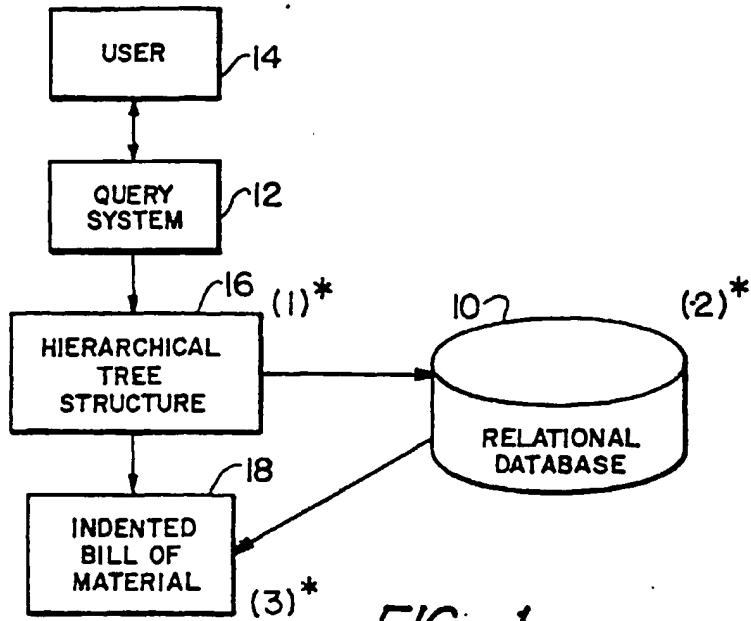 USER
14
QUERY
SYSTEM
12
16
(1)*
HIERARCHICAL
TREE
STRUCTURE
10
(2)*
RELATIONAL
DATABASE
18
INDENTED
BILL OF
MATERIAL
(3)*